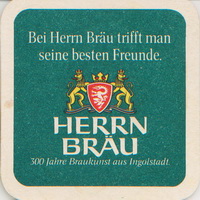 Bei Herrn Bräu trifft man
seine besten Freunde.
HERRN
BRÄU
300 Jahre Braukunst aus Ingolstadt